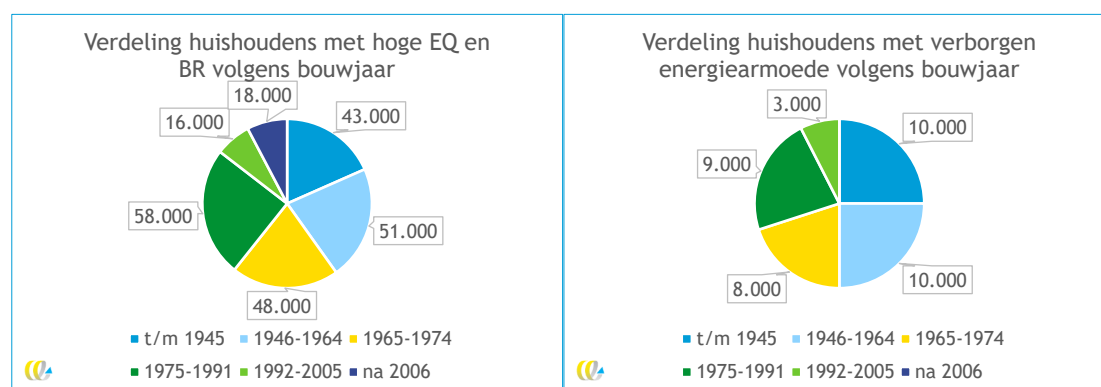 Verdeling huishoudens met hoge EQ en
BR volgens bouwjaar
18.000
16.000
43.000
58.000
51.000
48.000
t/m 1945
1946-1964
1965-1974
1975-1991
1992-2005
na 2006
Verdeling huishoudens met verborgen
energiearmoede volgens bouwjaar
3.000
10.000
9.000
8.000
10.000
t/m 1945
1946-1964
1965-1974
1975-1991
1992-2005
na 2006